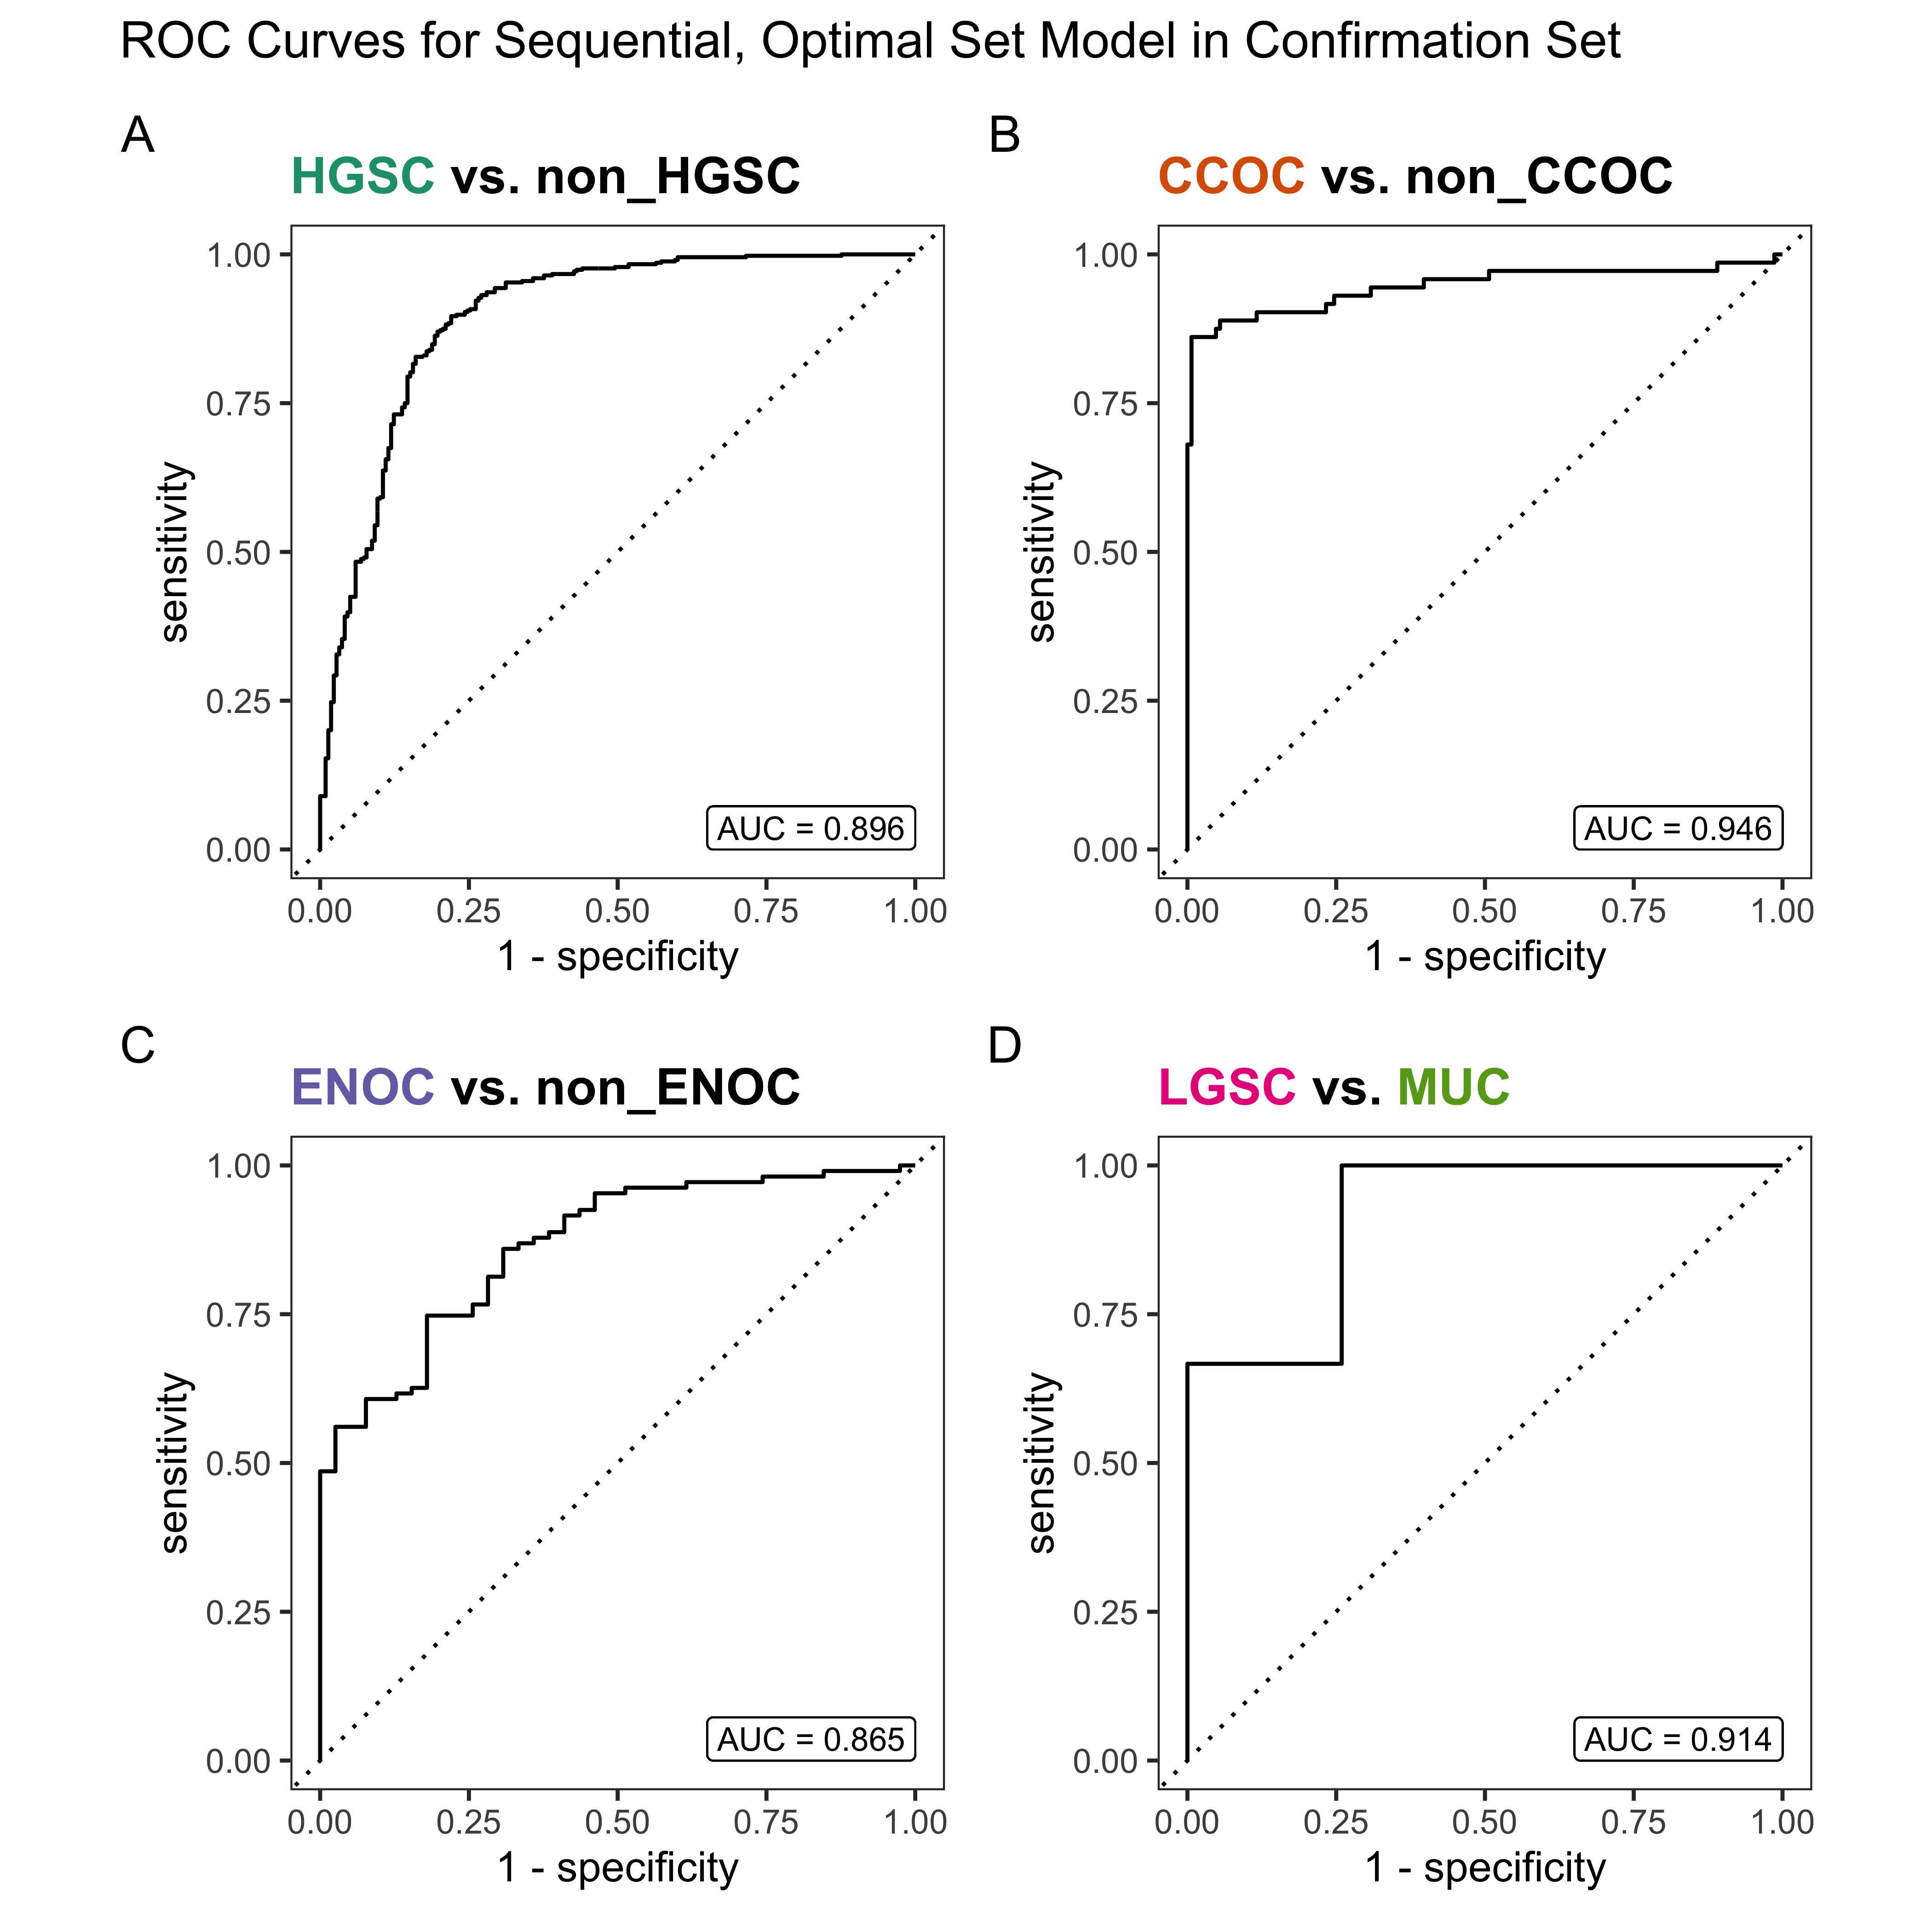 ROC Curves for Sequential, Optimal Set Model in Confirmation Set
A
HGSC vs. non_HGSC
1.00
0.75
0.50
0.25
0.00
sensitivity
AUC = 0.896
0.00 0.25 0.50 0.75 1.00
1 - specificity
B
CCOC vs. non_CCOC
1.00
0.75
0.50
0.25
0.00
sensitivity
AUC = 0.946
0.00 0.25 0.50 0.75 1.00
1 - specificity
C
ENOC vs. non_ENOC
1.00
0.75
0.50
0.25
0.00
sensitivity
AUC = 0.865
0.00 0.25 0.50 0.75 1.00
1 - specificity
D
LGSC vs. MUC
1.00
0.75
0.50
0.25
0.00
sensitivity
AUC = 0.914
0.00 0.25 0.50 0.75 1.00
1 - specificity